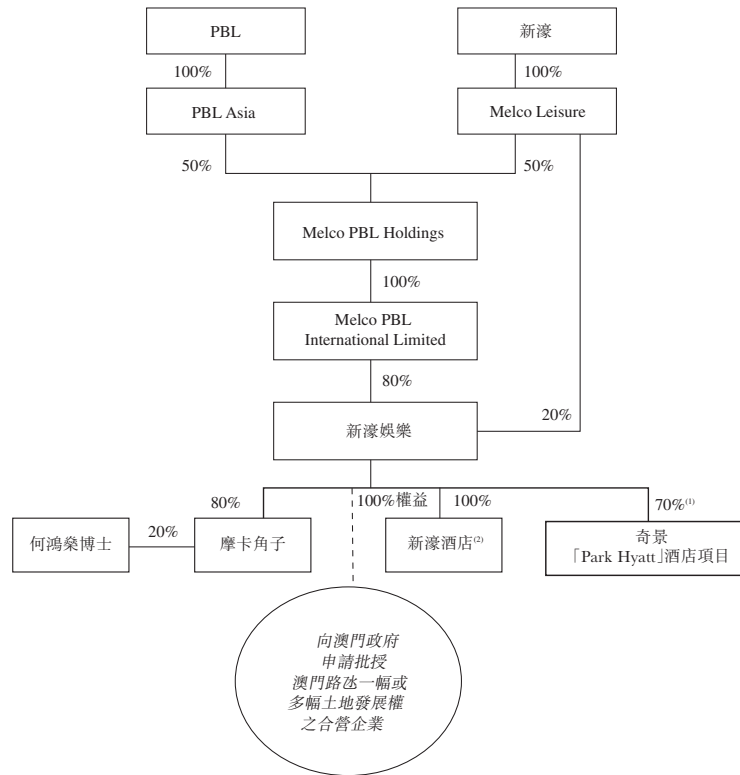 PBL
新濠
100%
100%
PBL Asia
Melco Leisure
50%
50%
Melco PBL Holdings
100%
Melco PBL
International Limited
80%
新濠娛樂
20%
80%
100%權益
100%
70%⁽¹⁾
何鴻燊博士
20%
摩卡角子
新濠酒店⁽²⁾
奇景
「Park Hyatt」酒店項目
向澳門政府
申請批授
澳門路氹一幅或
多幅土地發展權
之合營企業